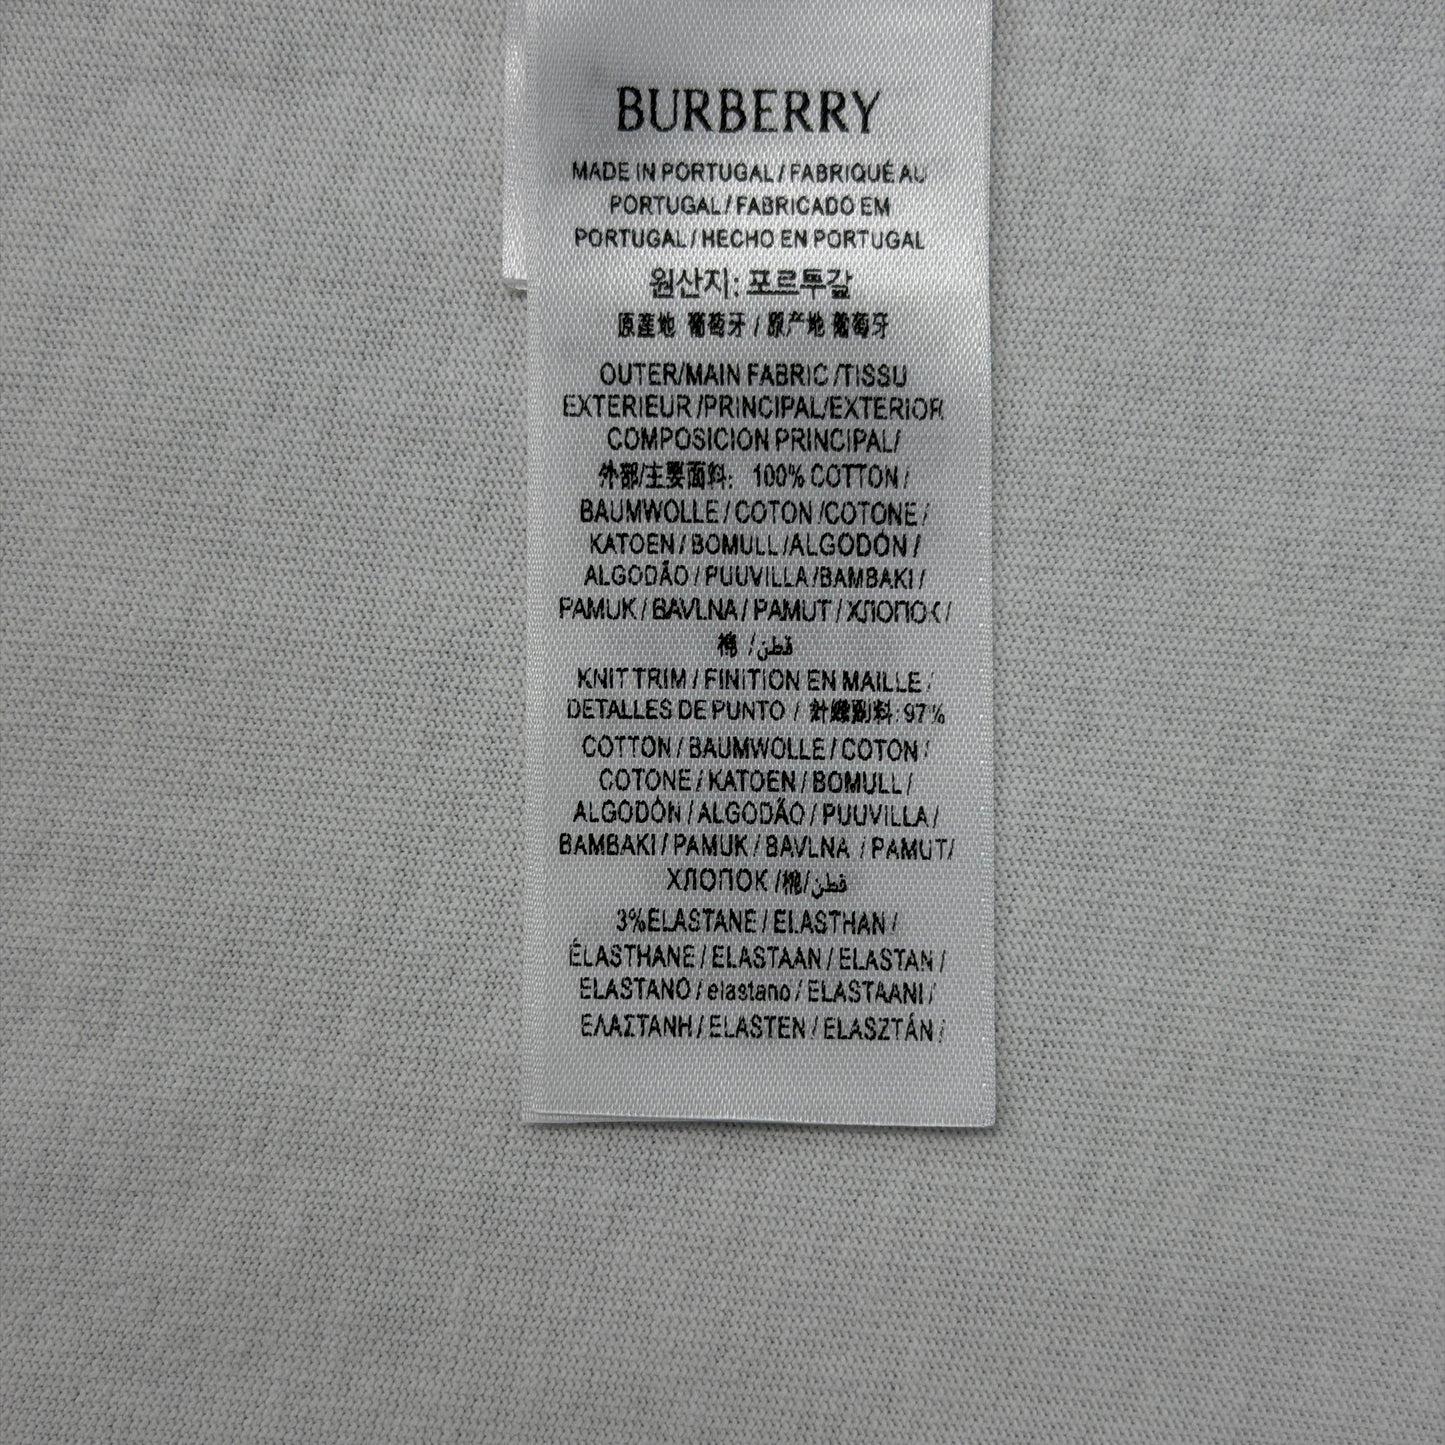 BURBERRY
MADE IN PORTUGAL / FABRIQUÉ AU
PORTUGAL / FABRICADO EM
PORTUGAL / HECHO EN PORTUGAL
원산지: 포르투갈
原産地 葡萄牙 / 原产地 葡萄牙
OUTER/MAIN FABRIC /TISSU
EXTERIEUR /PRINCIPAL/EXTERIOR
COMPOSICION PRINCIPAL/
外部/主要面料: 100% COTTON /
BAUMWOLLE / COTON /COTONE /
KATOEN / BOMULL /ALGODÓN /
ALGODÃO / PUUVILLA /BAMBAKI /
PAMUK / BAVLNA / PAMUT / ХЛОПОК /
棉 / قطن
KNIT TRIM / FINITION EN MAILLE /
DETALLES DE PUNTO / 針織副料: 97%
COTTON / BAUMWOLLE / COTON /
COTONE / KATOEN / BOMULL /
ALGODÓN / ALGODÃO / PUUVILLA /
BAMBAKI / PAMUK / BAVLNA / PAMUT/
ХЛОПОК /棉/ قطن
3%ELASTANE / ELASTHAN /
ÉLASTHANE / ELASTAAN / ELASTAN /
ELASTANO / elastano / ELASTAANI /
ΕΛΑΣΤΑΝΗ / ELASTEN / ELASZTÁN /